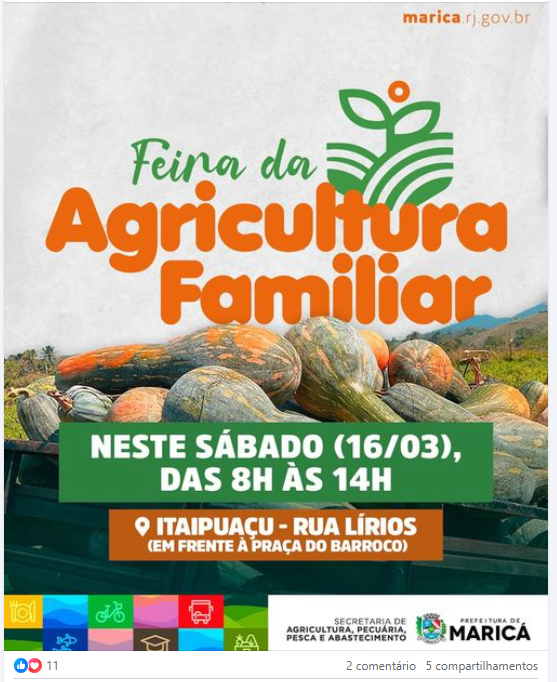 marica.rj.gov.br
Feira da
Agricultura
Familiar
NESTE SÁBADO (16/03),
DAS 8H ÀS 14H
ITAIPUAÇU - RUA LÍRIOS
(EM FRENTE À PRAÇA DO BARROCO)
SECRETARIA DE
AGRICULTURA, PECUÁRIA,
PESCA E ABASTECIMENTO
PREFEITURA DE
MARICÁ
11
2 comentário 5 compartilhamentos